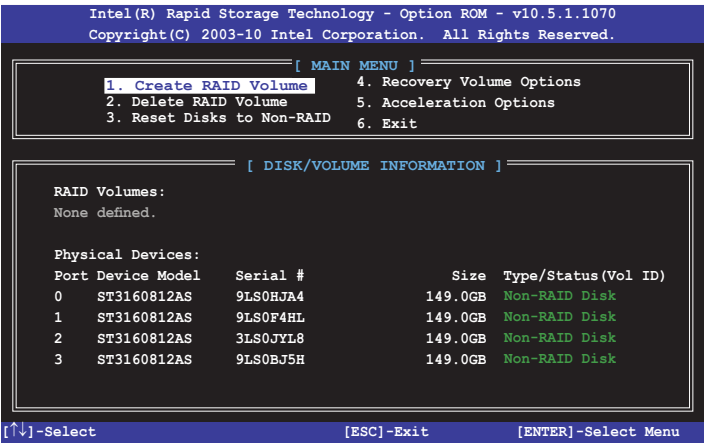 Intel(R) Rapid Storage Technology - Option ROM - v10.5.1.1070
Copyright(C) 2003-10 Intel Corporation. All Rights Reserved.
[ MAIN MENU ]
1. Create RAID Volume
2. Delete RAID Volume
3. Reset Disks to Non-RAID
4. Recovery Volume Options
5. Acceleration Options
6. Exit
[ DISK/VOLUME INFORMATION ]
RAID Volumes:
None defined.
Physical Devices:
Port Device Model Serial # Size Type/Status(Vol ID)
0 ST3160812AS 9LS0HJA4 149.0GB Non-RAID Disk
1 ST3160812AS 9LS0F4HL 149.0GB Non-RAID Disk
2 ST3160812AS 3LS0JYL8 149.0GB Non-RAID Disk
3 ST3160812AS 9LS0BJ5H 149.0GB Non-RAID Disk
[↑↓]-Select [ESC]-Exit [ENTER]-Select Menu